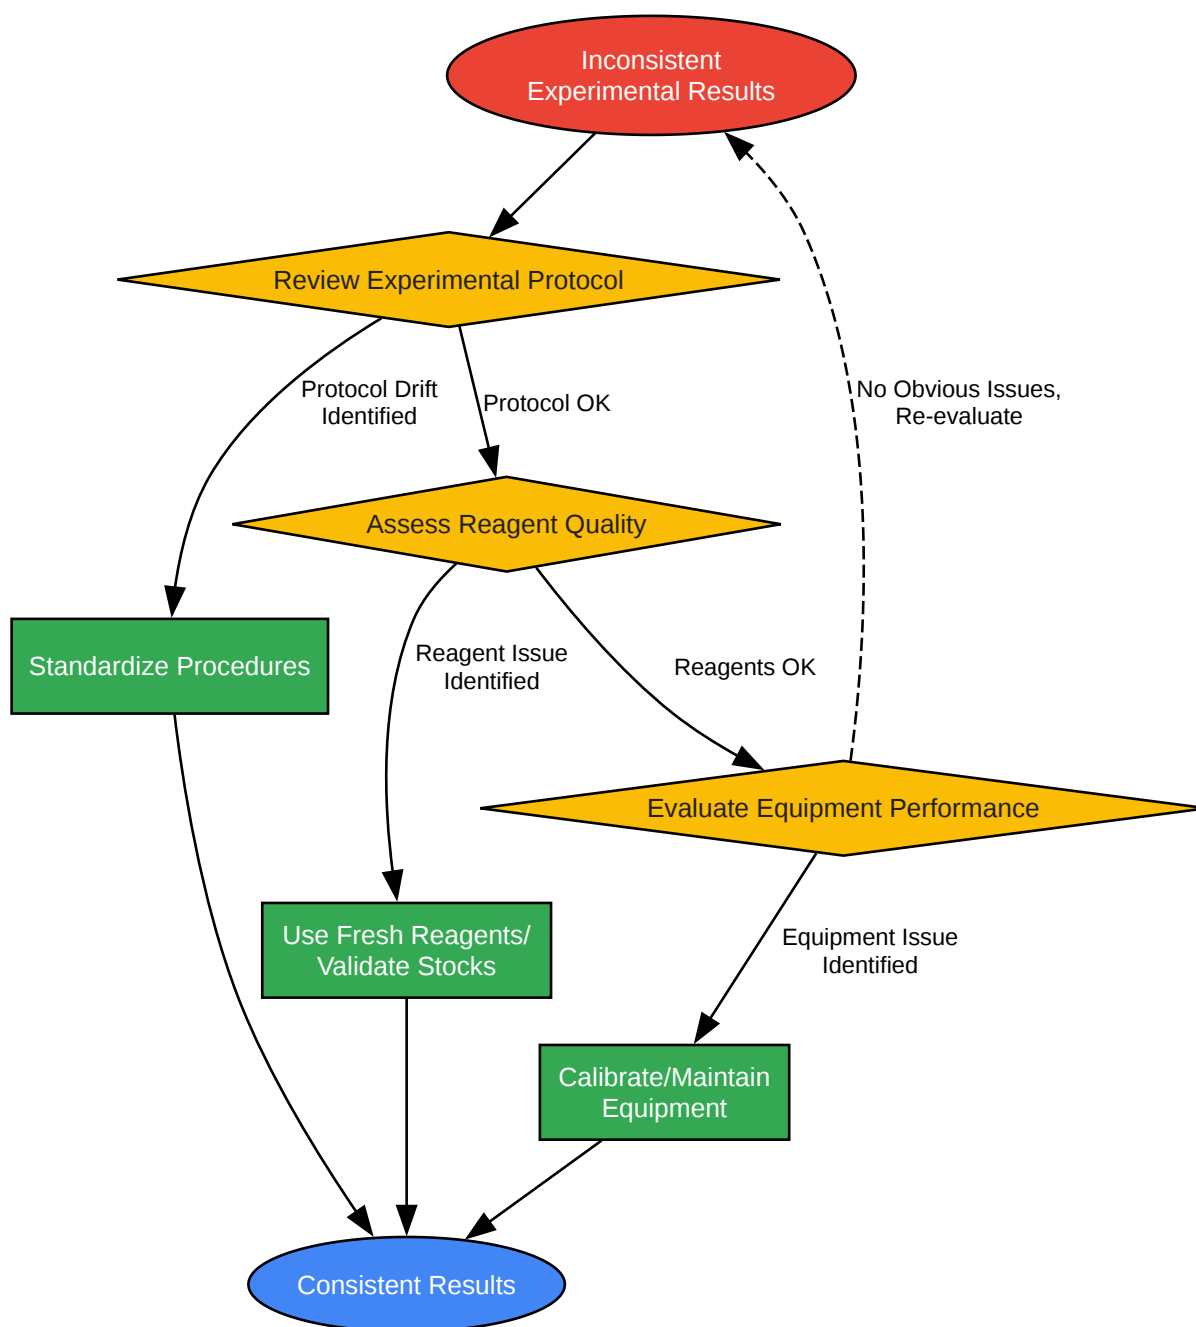 Inconsistent
Experimental Results
Review Experimental Protocol
Protocol Drift
Identified
Protocol OK
No Obvious Issues,
Re-evaluate
Assess Reagent Quality
Standardize Procedures
Reagent Issue
Identified
Reagents OK
Evaluate Equipment Performance
Use Fresh Reagents/
Validate Stocks
Equipment Issue
Identified
Calibrate/Maintain
Equipment
Consistent Results